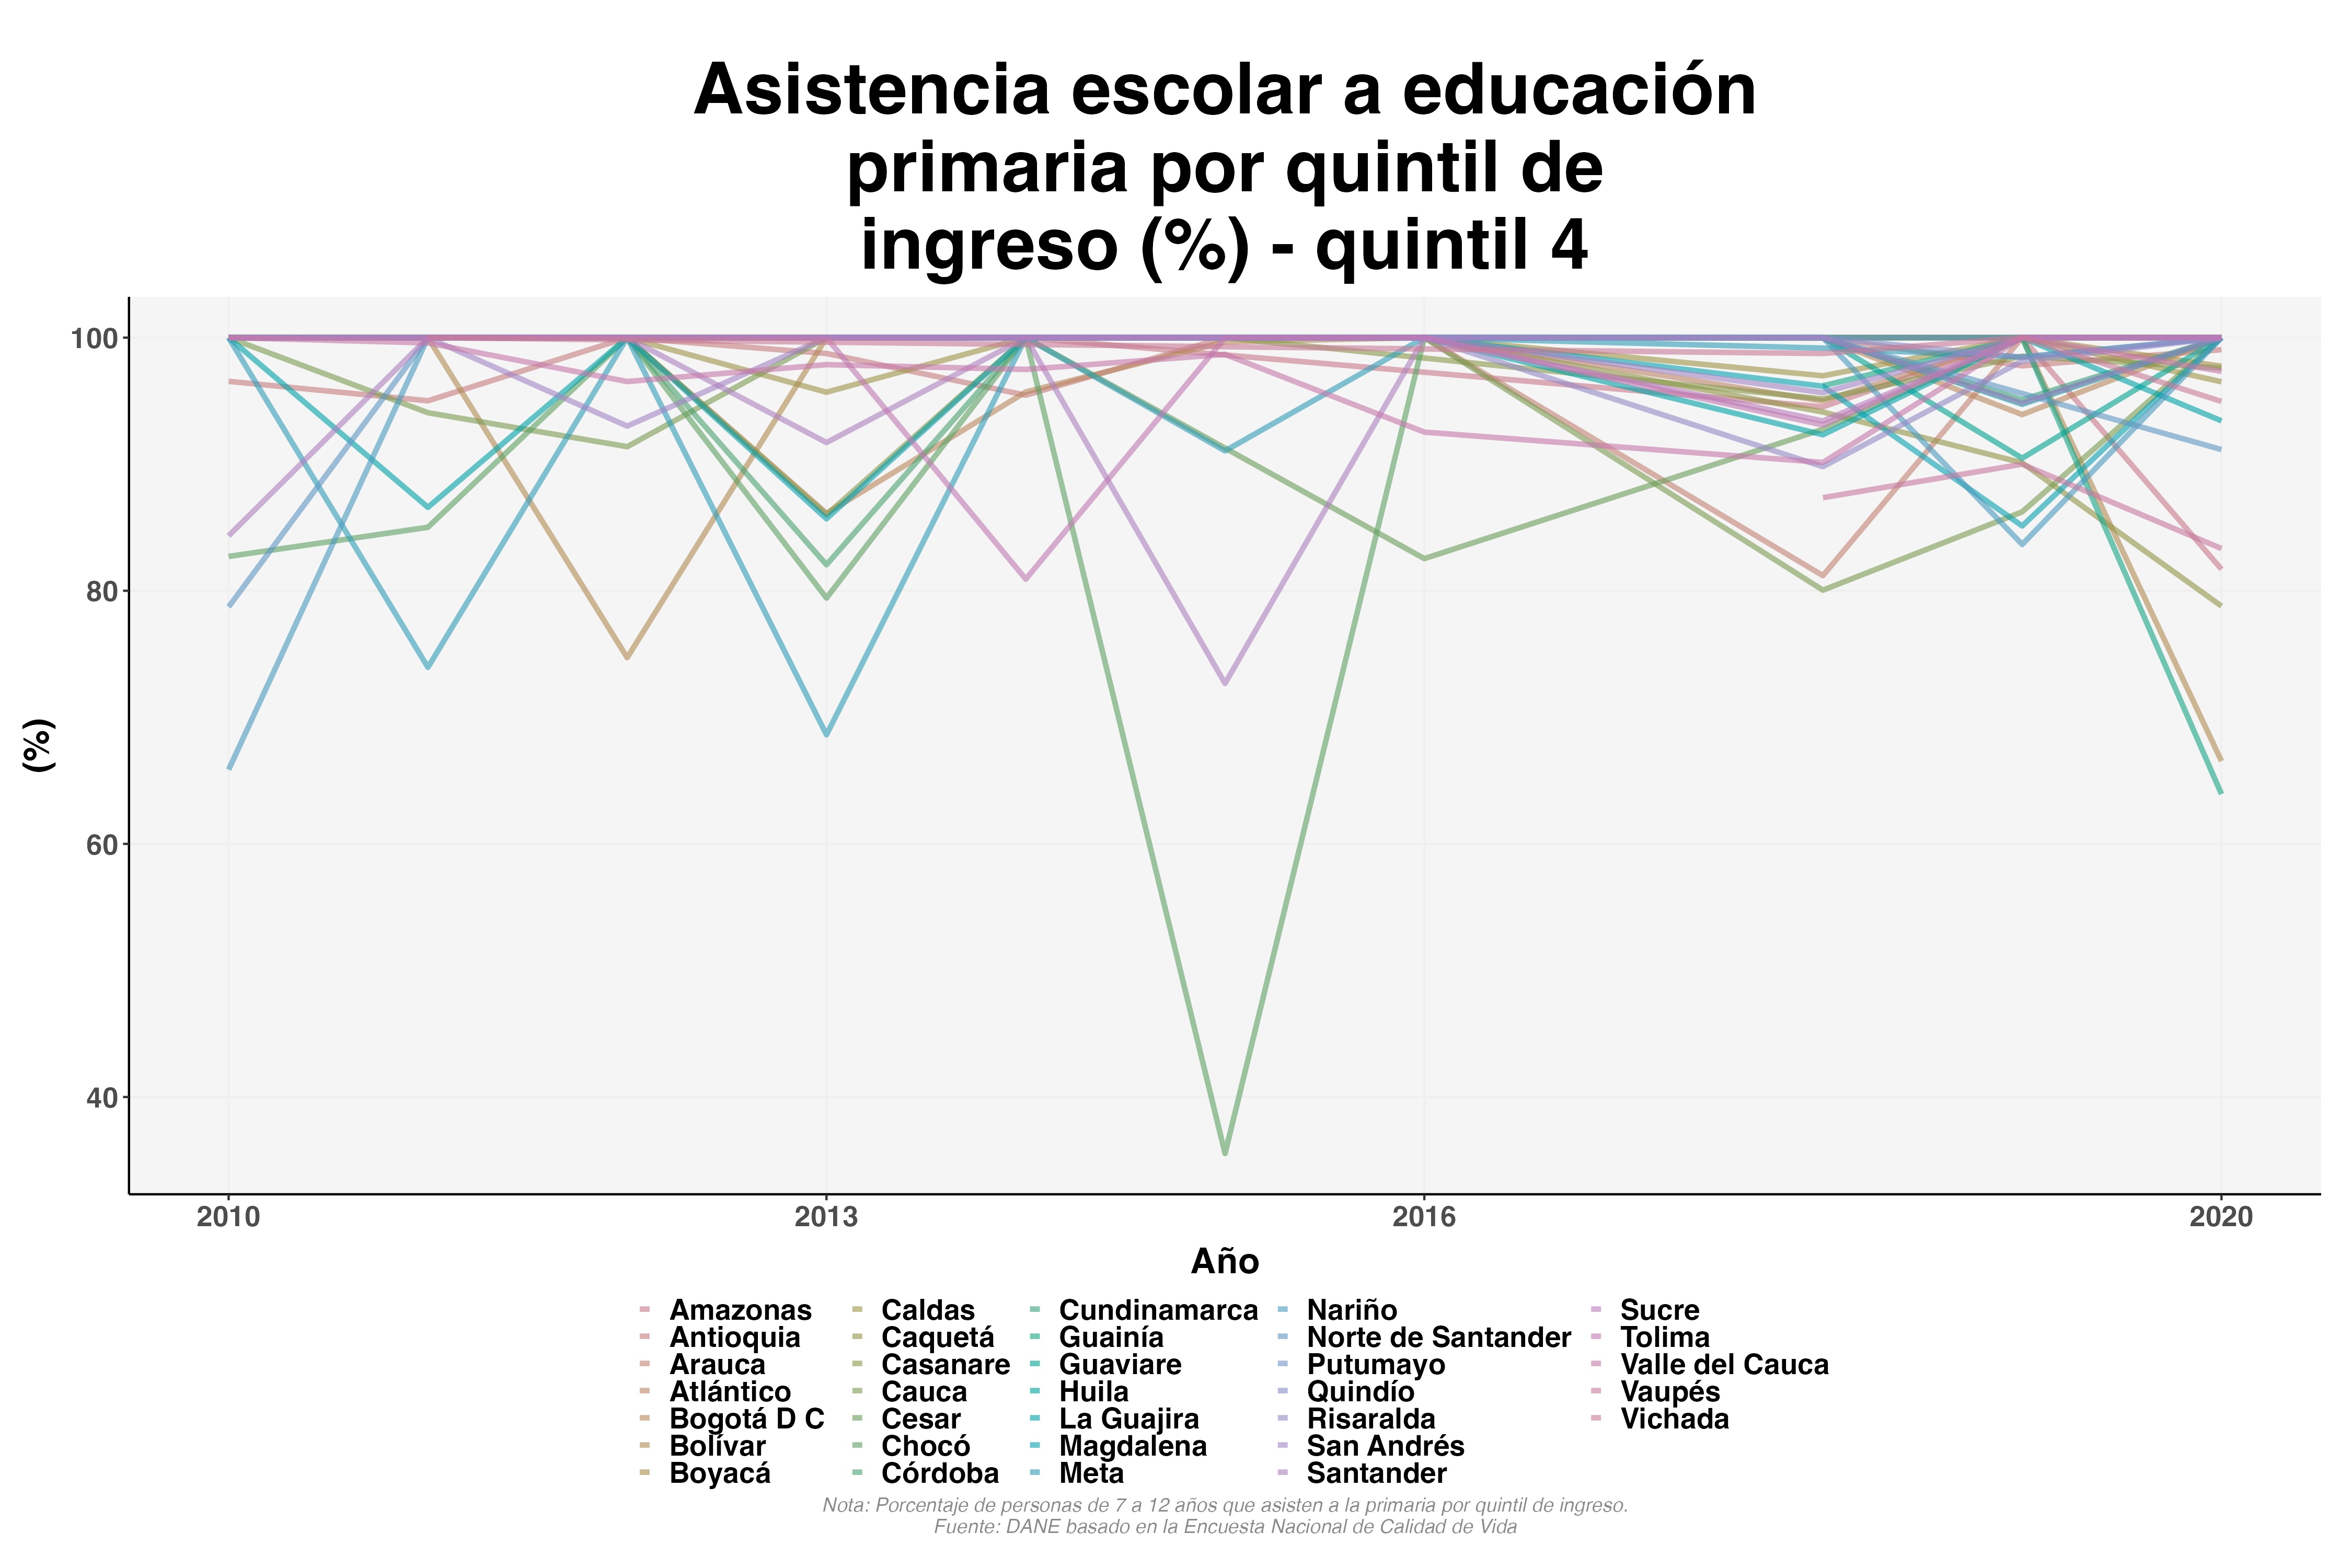 Asistencia escolar a educación
primaria por quintil de
ingreso (%) - quintil 4
(%)
100
80
60
40
2010
2013
2016
2020
Año
Amazonas
Antioquia
Arauca
Atlántico
Bogotá D C
Bolívar
Boyacá
Caldas
Caquetá
Casanare
Cauca
Cesar
Chocó
Córdoba
Cundinamarca
Guainía
Guaviare
Huila
La Guajira
Magdalena
Meta
Nariño
Norte de Santander
Putumayo
Quindío
Risaralda
San Andrés
Santander
Sucre
Tolima
Valle del Cauca
Vaupés
Vichada
Nota: Porcentaje de personas de 7 a 12 años que asisten a la primaria por quintil de ingreso.
Fuente: DANE basado en la Encuesta Nacional de Calidad de Vida